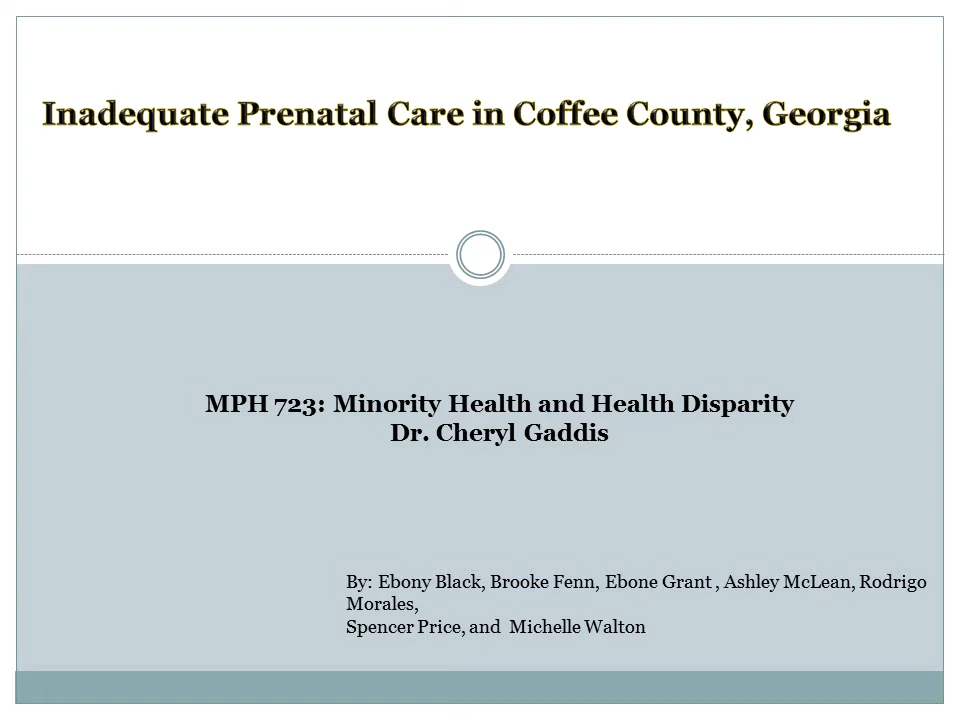 Inadequate Prenatal Care in Coffee County, Georgia
MPH 723: Minority Health and Health Disparity
Dr. Cheryl Gaddis
By: Ebony Black, Brooke Fenn, Ebone Grant , Ashley McLean, Rodrigo
Morales,
Spencer Price, and  Michelle Walton